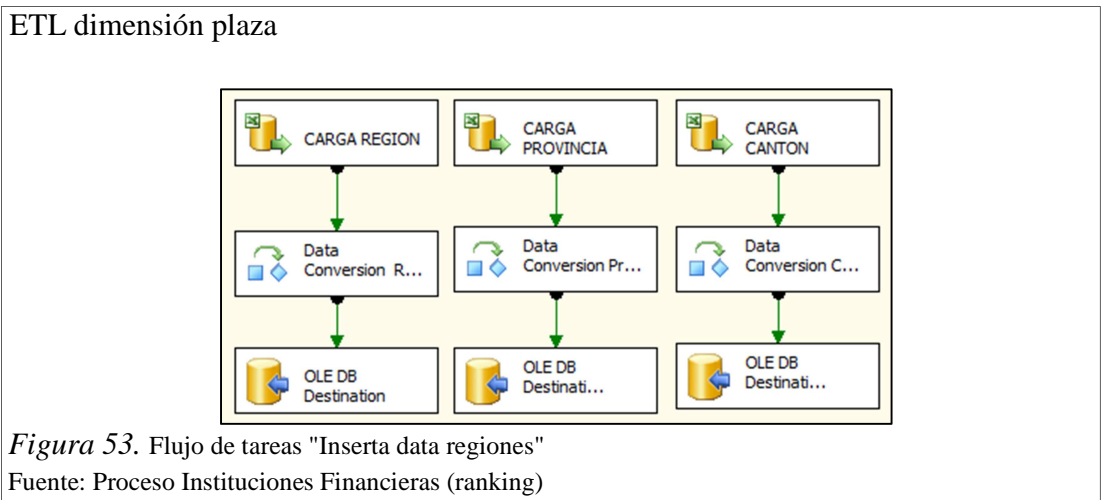 ETL dimensión plaza
CARGA REGION
CARGA
PROVINCIA
CARGA
CANTON
Data
Conversion R...
Data
Conversion Pr...
Data
Conversion C...
OLE DB
Destination
OLE DB
Destinati...
OLE DB
Destinati...
Figura 53. Flujo de tareas "Inserta data regiones"
Fuente: Proceso Instituciones Financieras (ranking)